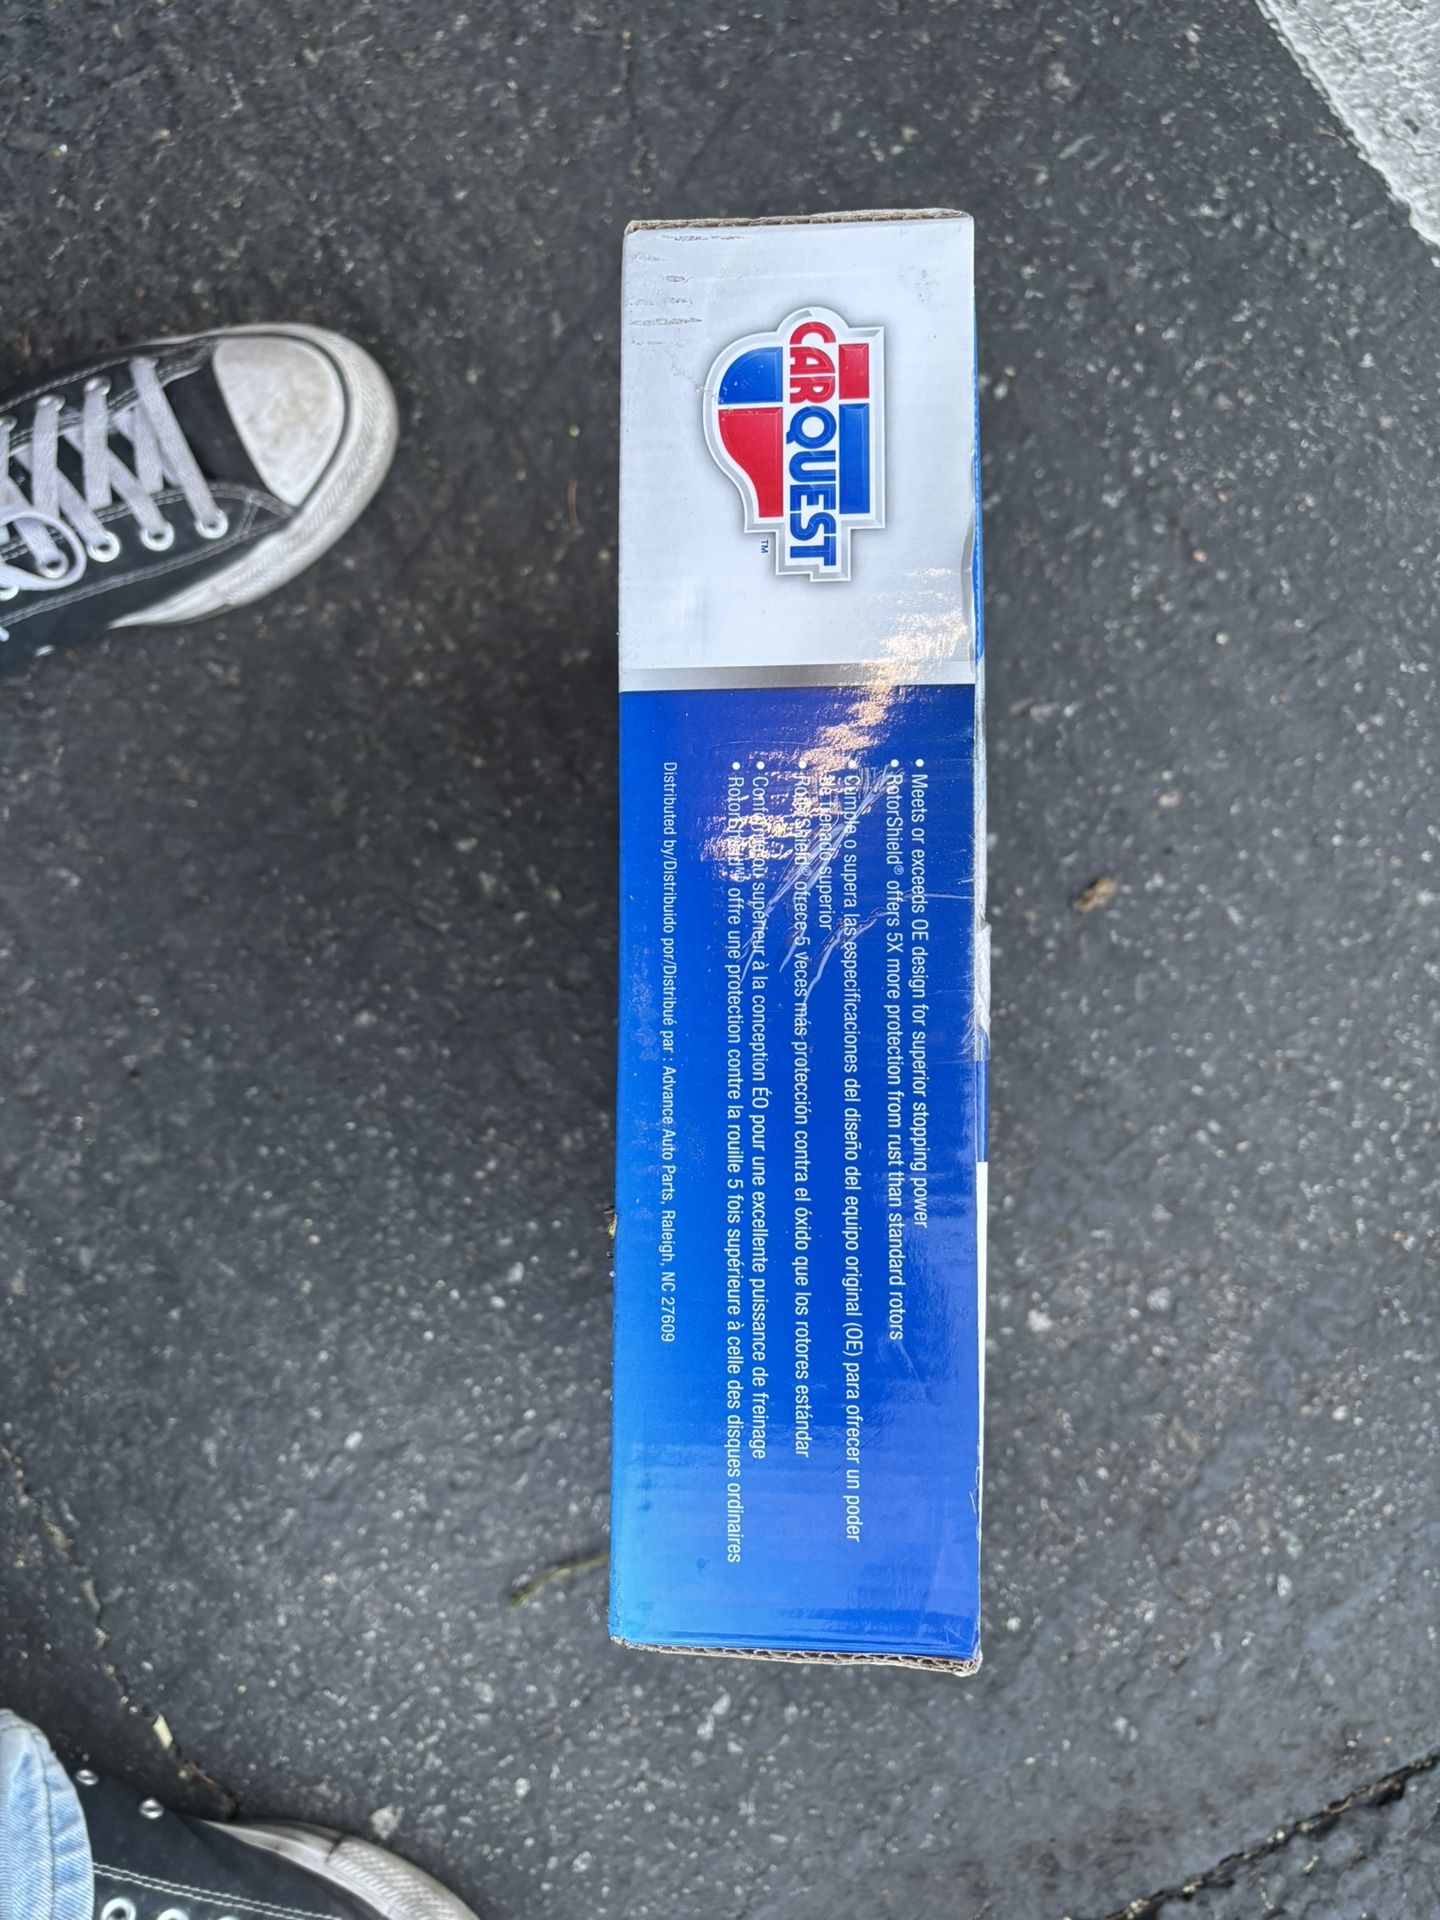 CARQUEST
TM
• Meets or exceeds OE design for superior stopping power
• RotorShield® offers 5X more protection from rust than standard rotors
• Cumple o supera las especificaciones del diseño del equipo original (OE) para ofrecer un poder
de frenado superior
• RotorShield® ofrece 5 veces más protección contra el óxido que los rotores estándar
• Conforme ou supérieur à la conception ÉO pour une excellente puissance de freinage
• RotorShield offre une protection contre la rouille 5 fois supérieure à celle des disques ordinaires
Distributed by/Distribuido por/Distribué par : Advance Auto Parts, Raleigh, NC 27609